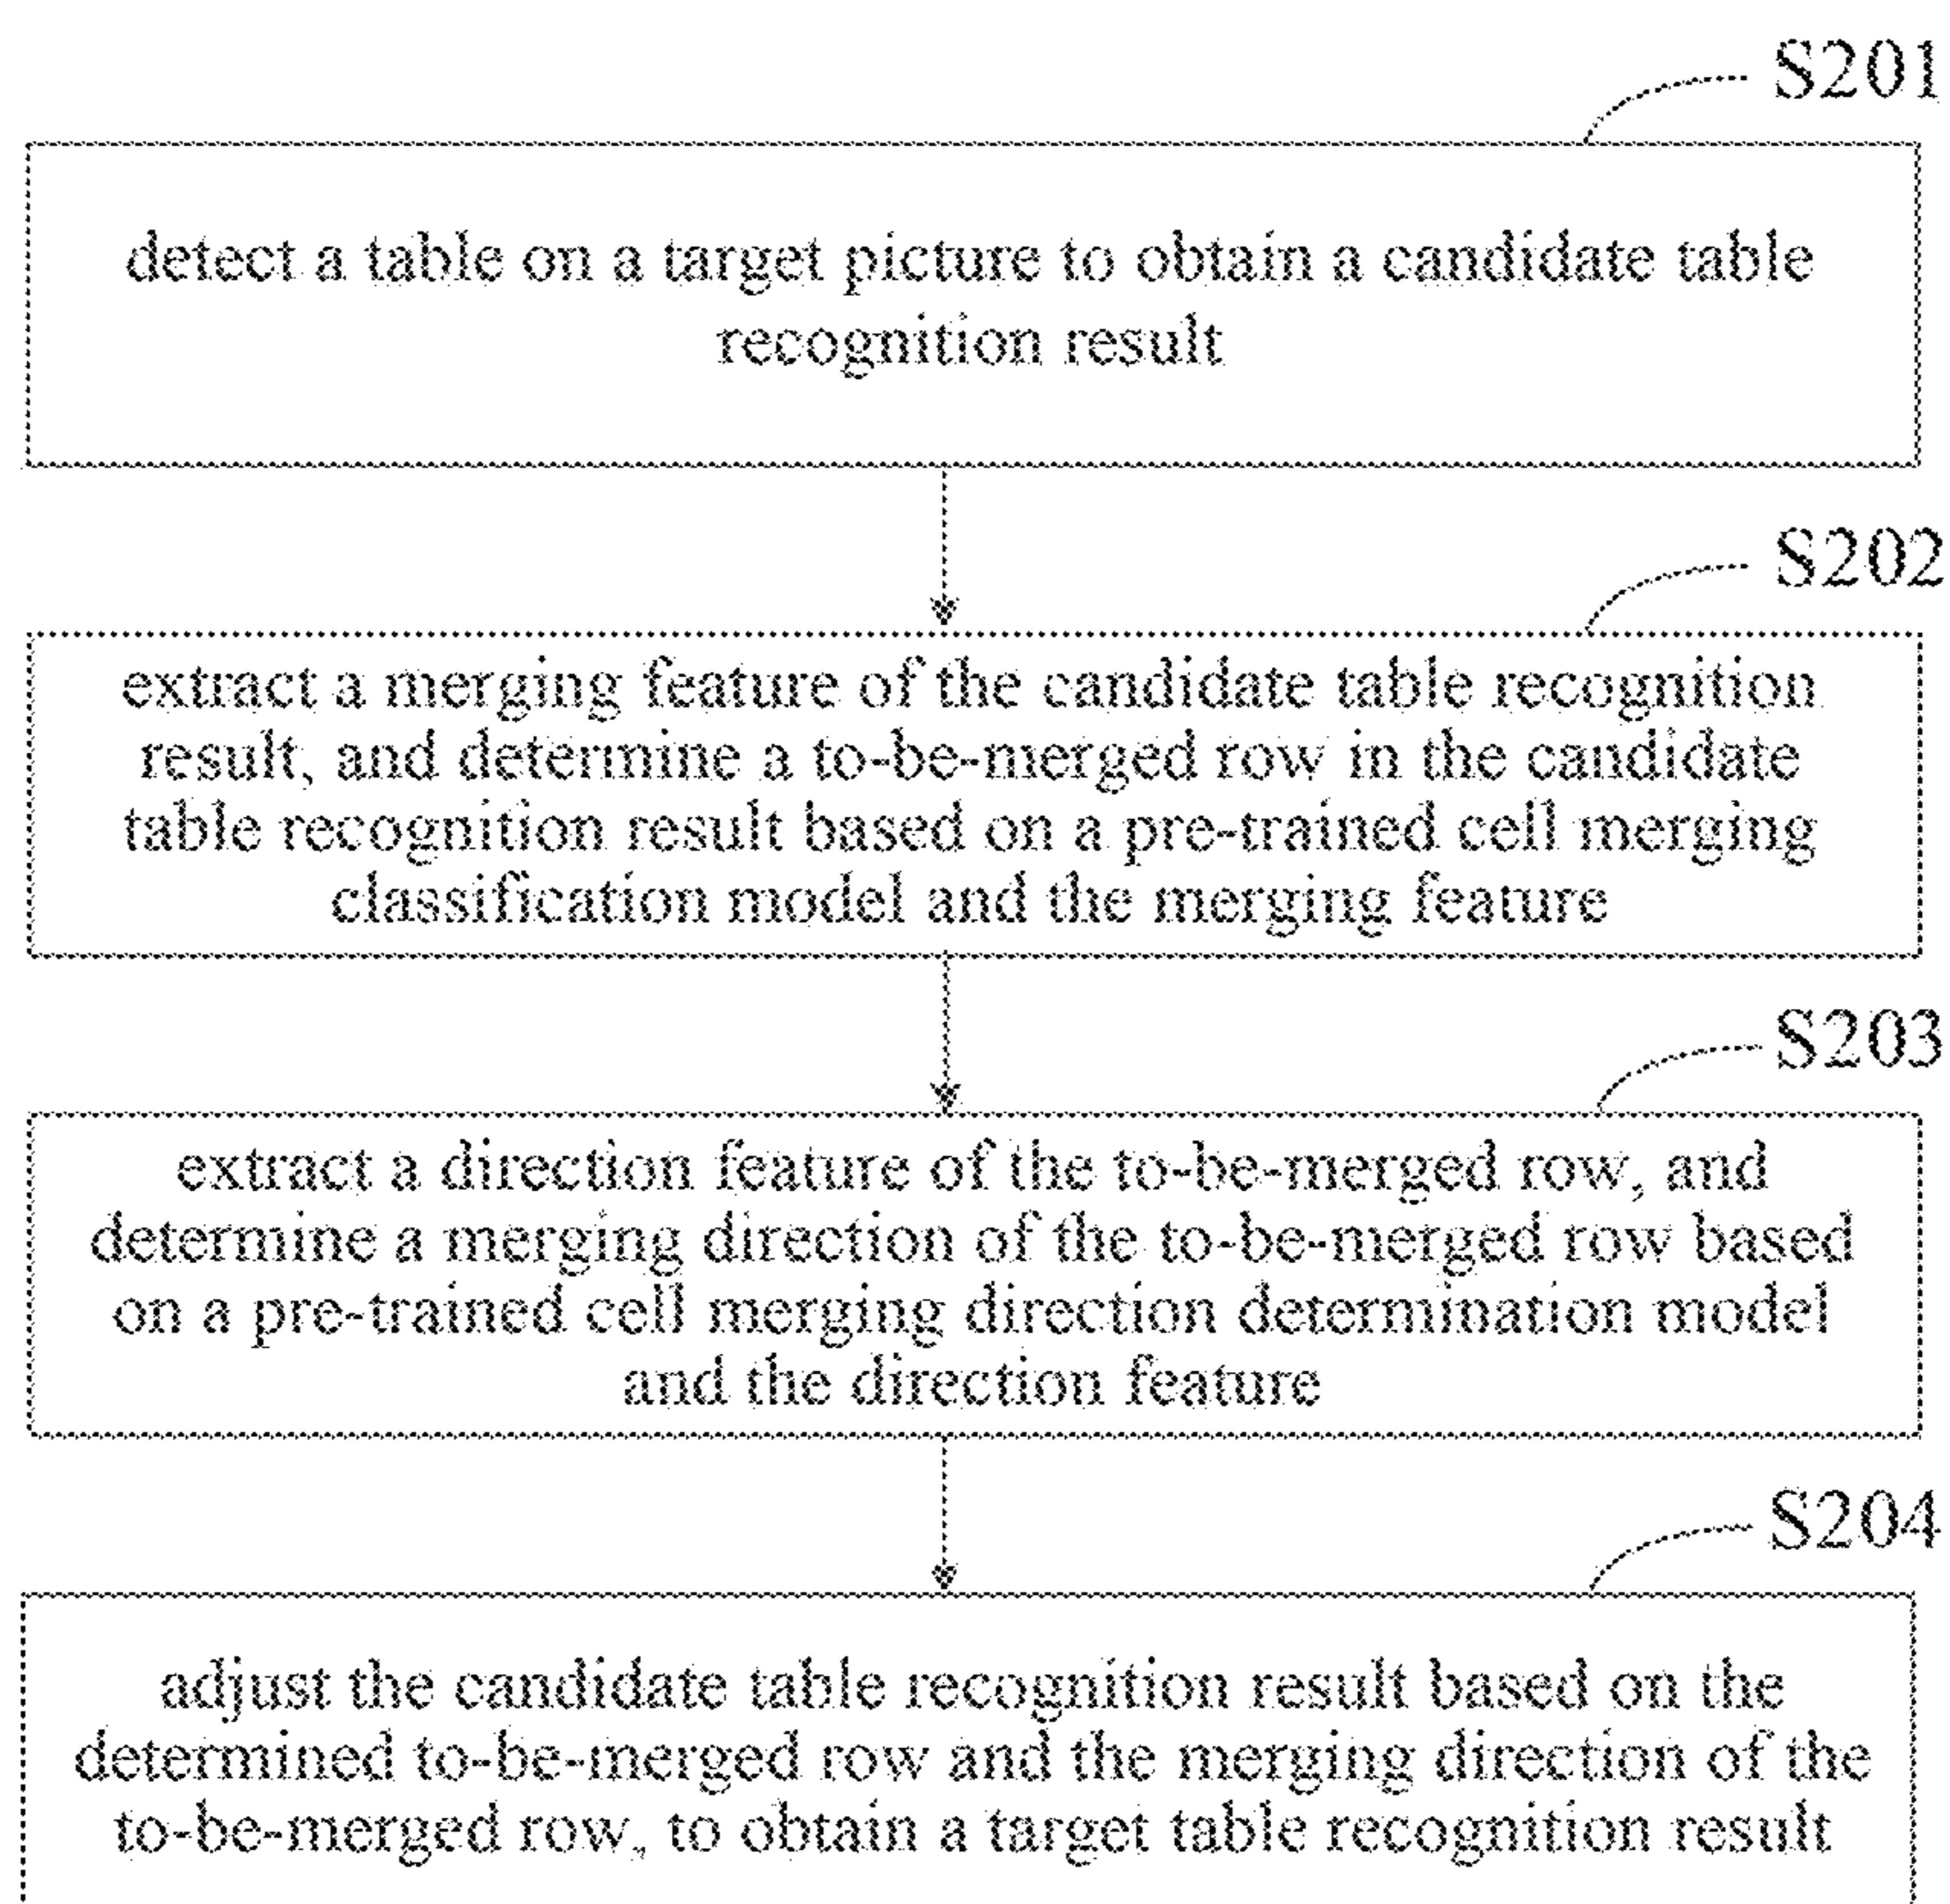 S201
detect a table on a target picture to obtain a candidate table
recognition result
S202
extract a merging feature of the candidate table recognition
result, and determine a to-be-merged row in the candidate
table recognition result based on a pre-trained cell merging
classification model and the merging feature
S203
extract a direction feature of the to-be-merged row, and
determine a merging direction of the to-be-merged row based
on a pre-trained cell merging direction determination model
and the direction feature
S204
adjust the candidate table recognition result based on the
determined to-be-merged row and the merging direction of the
to-be-merged row, to obtain a target table recognition result